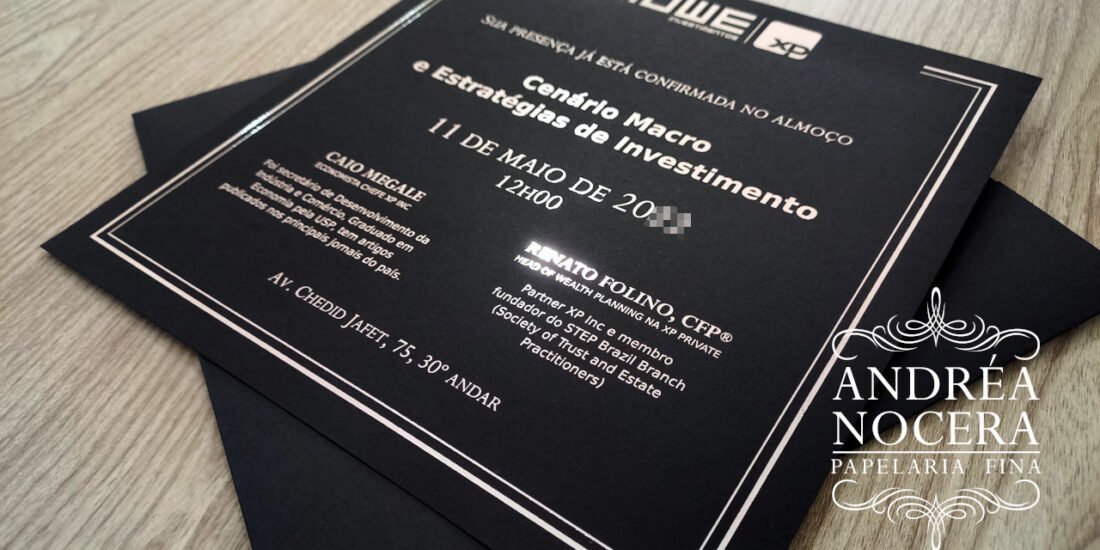 INVESTIMENTOS
XP
SUA PRESENÇA JÁ ESTÁ CONFIRMADA NO ALMOÇO
Cenário Macro
e Estratégias de Investimento
11 DE MAIO DE 20
12H00
CAIO MEGALE
ECONOMISTA CHEFE XP INC
Foi secretário de Desenvolvimento da
Indústria e Comércio. Graduado em
Economia pela USP, tem artigos
publicados nos principais jornais do país.
RENATO FOLINO, CFP®
HEAD OF WEALTH PLANNING NA XP PRIVATE
Partner XP Inc e membro
fundador do STEP Brazil Branch
(Society of Trust and Estate
Practitioners)
AV. CHEDID JAFET, 75, 30º ANDAR
ANDRÉA
NOCERA
PAPELARIA FINA